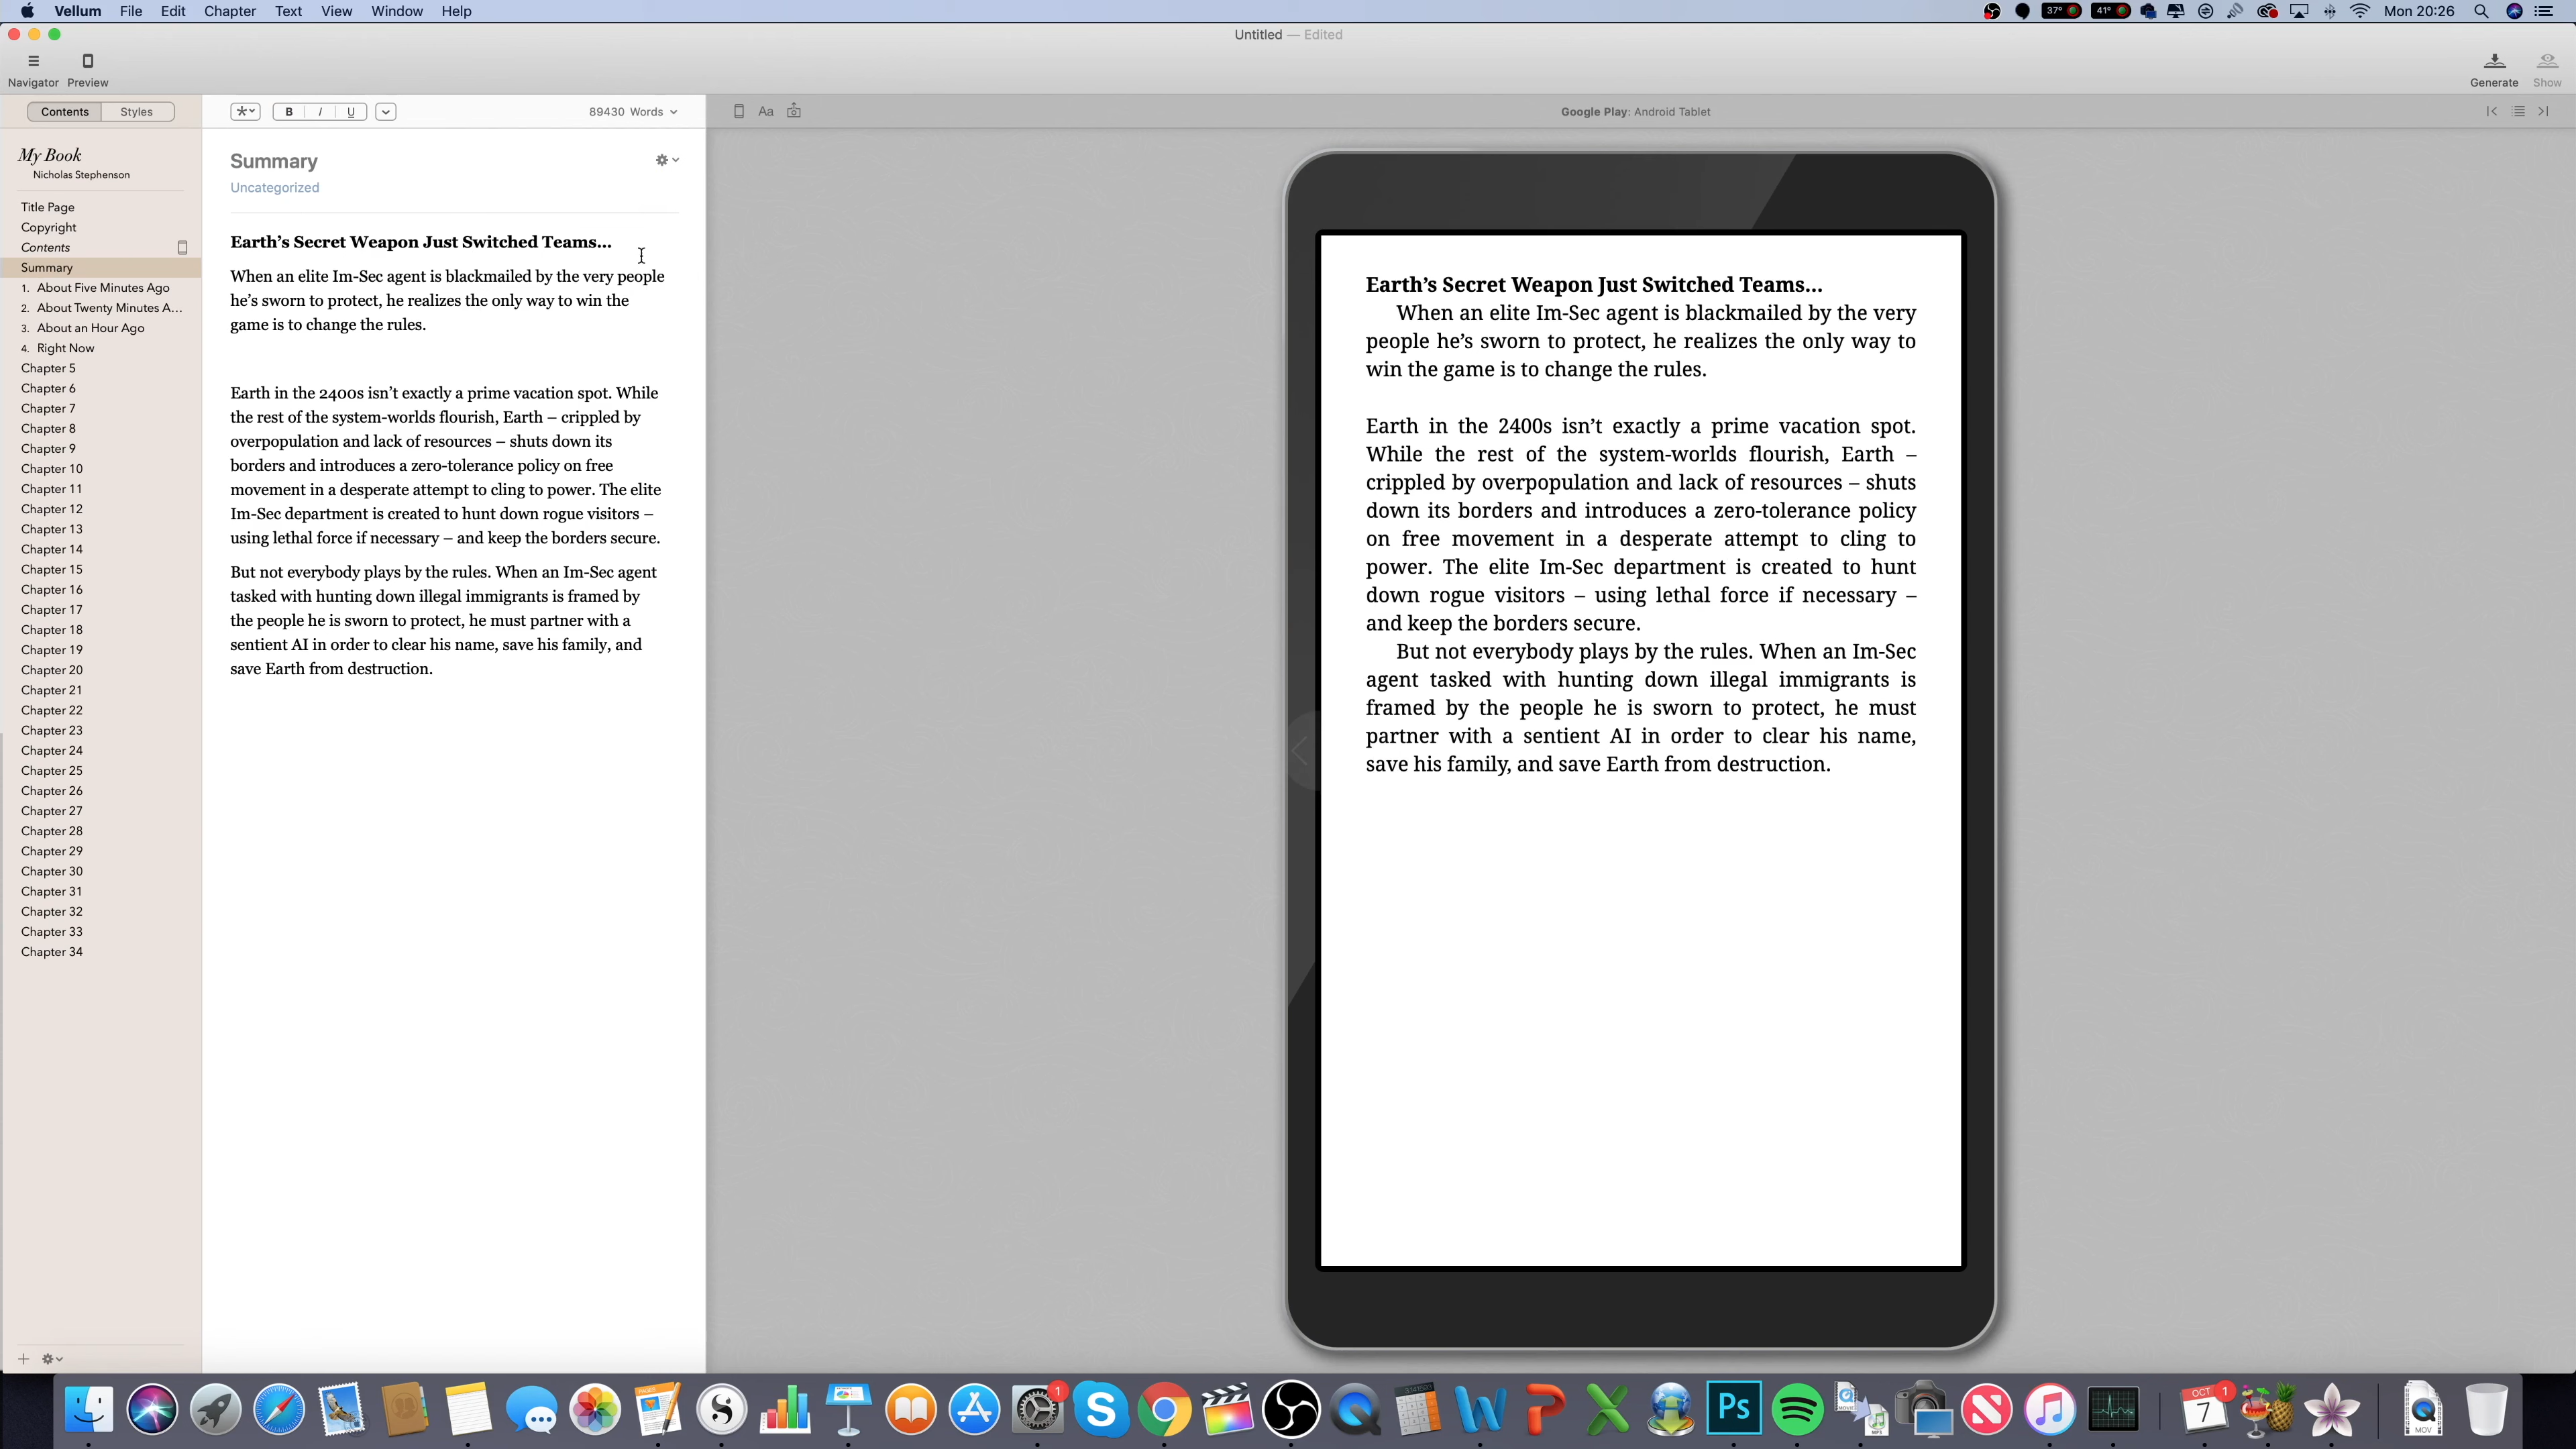 Vellum File Edit Chapter Text View Window Help
37° 41° Mon 20:26
Untitled — Edited
Navigator Preview
Generate Show
Contents Styles
B I U
89430 Words
Aa
Google Play: Android Tablet
My Book
Nicholas Stephenson
Title Page
Copyright
Contents
Summary
1. About Five Minutes Ago
2. About Twenty Minutes A...
3. About an Hour Ago
4. Right Now
Chapter 5
Chapter 6
Chapter 7
Chapter 8
Chapter 9
Chapter 10
Chapter 11
Chapter 12
Chapter 13
Chapter 14
Chapter 15
Chapter 16
Chapter 17
Chapter 18
Chapter 19
Chapter 20
Chapter 21
Chapter 22
Chapter 23
Chapter 24
Chapter 25
Chapter 26
Chapter 27
Chapter 28
Chapter 29
Chapter 30
Chapter 31
Chapter 32
Chapter 33
Chapter 34
Summary
Uncategorized
Earth’s Secret Weapon Just Switched Teams...
When an elite Im-Sec agent is blackmailed by the very people
he’s sworn to protect, he realizes the only way to win the
game is to change the rules.
Earth in the 2400s isn’t exactly a prime vacation spot. While
the rest of the system-worlds flourish, Earth – crippled by
overpopulation and lack of resources – shuts down its
borders and introduces a zero-tolerance policy on free
movement in a desperate attempt to cling to power. The elite
Im-Sec department is created to hunt down rogue visitors –
using lethal force if necessary – and keep the borders secure.
But not everybody plays by the rules. When an Im-Sec agent
tasked with hunting down illegal immigrants is framed by
the people he is sworn to protect, he must partner with a
sentient AI in order to clear his name, save his family, and
save Earth from destruction.
Earth’s Secret Weapon Just Switched Teams...
When an elite Im-Sec agent is blackmailed by the very
people he’s sworn to protect, he realizes the only way to
win the game is to change the rules.
Earth in the 2400s isn’t exactly a prime vacation spot.
While the rest of the system-worlds flourish, Earth –
crippled by overpopulation and lack of resources – shuts
down its borders and introduces a zero-tolerance policy
on free movement in a desperate attempt to cling to
power. The elite Im-Sec department is created to hunt
down rogue visitors – using lethal force if necessary –
and keep the borders secure.
But not everybody plays by the rules. When an Im-Sec
agent tasked with hunting down illegal immigrants is
framed by the people he is sworn to protect, he must
partner with a sentient AI in order to clear his name,
save his family, and save Earth from destruction.
PAGES
1
Ps
OCT
7
1
MOV